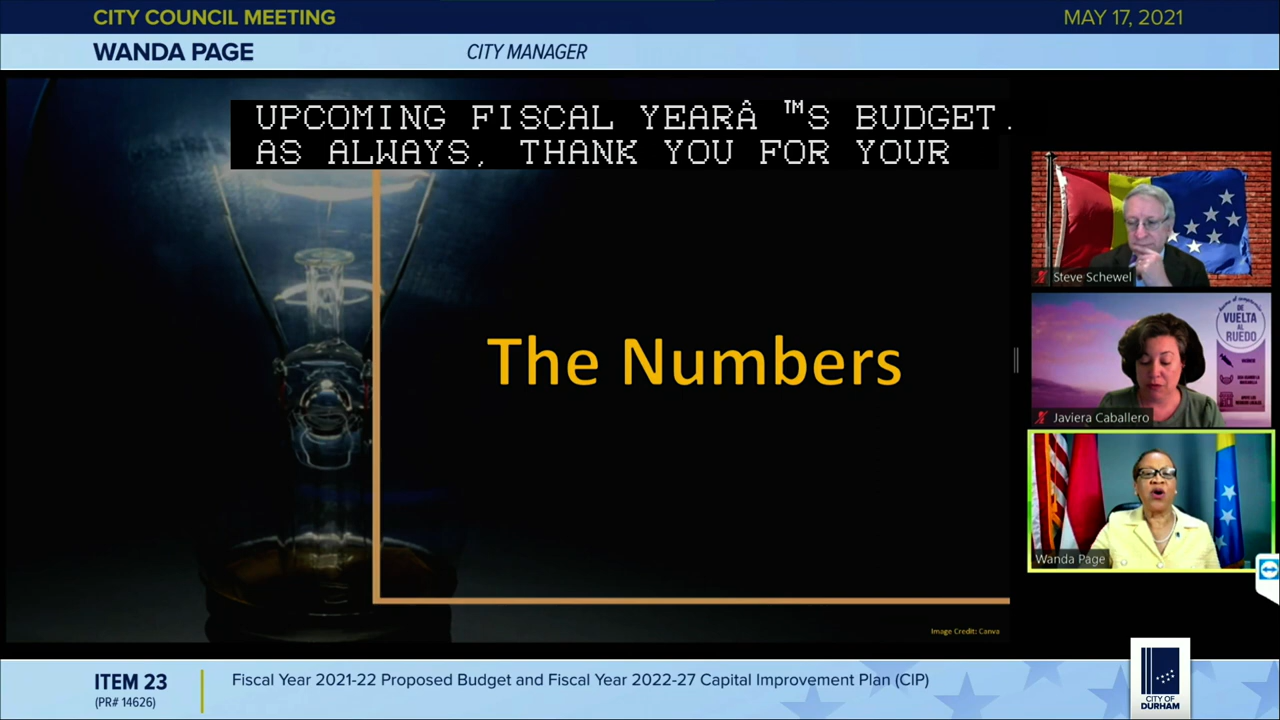 CITY COUNCIL MEETING
MAY 17, 2021
WANDA PAGE
CITY MANAGER
UPCOMING FISCAL YEARÂ ™S BUDGET.
AS ALWAYS, THANK YOU FOR YOUR
The Numbers
Image Credit: Canva
Steve Schewel
DE
VUELTA
AL
RUEDO
Javiera Caballero
Wanda Page
ITEM 23
(PR# 14626)
Fiscal Year 2021-22 Proposed Budget and Fiscal Year 2022-27 Capital Improvement Plan (CIP)
CITY OF
DURHAM